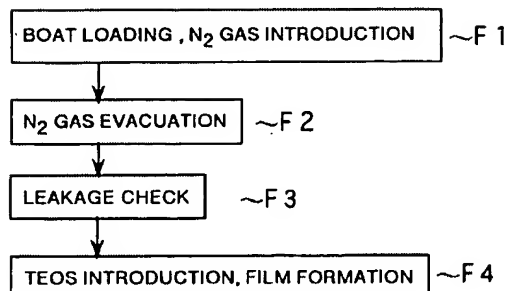 BOAT LOADING, N2 GAS INTRODUCTION ~F 1
N2 GAS EVACUATION ~F 2
LEAKAGE CHECK ~F 3
TEOS INTRODUCTION, FILM FORMATION ~F 4